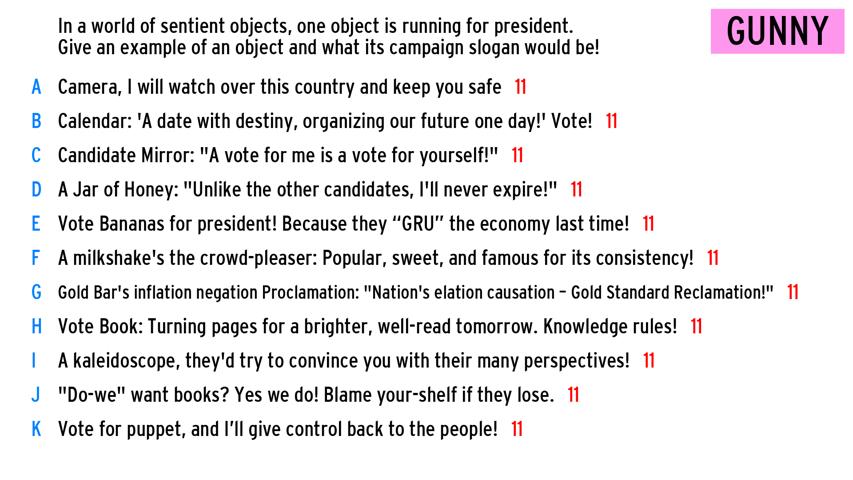 In a world of sentient objects, one object is running for president.
Give an example of an object and what its campaign slogan would be!
GUNNY
A Camera, I will watch over this country and keep you safe 11
B Calendar: 'A date with destiny, organizing our future one day!' Vote! 11
C Candidate Mirror: "A vote for me is a vote for yourself!" 11
D A Jar of Honey: "Unlike the other candidates, I'll never expire!" 11
E Vote Bananas for president! Because they “GRU” the economy last time! 11
F A milkshake's the crowd-pleaser: Popular, sweet, and famous for its consistency! 11
G Gold Bar's inflation negation Proclamation: "Nation's elation causation – Gold Standard Reclamation!" 11
H Vote Book: Turning pages for a brighter, well-read tomorrow. Knowledge rules! 11
I A kaleidoscope, they'd try to convince you with their many perspectives! 11
J "Do-we" want books? Yes we do! Blame your-shelf if they lose. 11
K Vote for puppet, and I’ll give control back to the people! 11